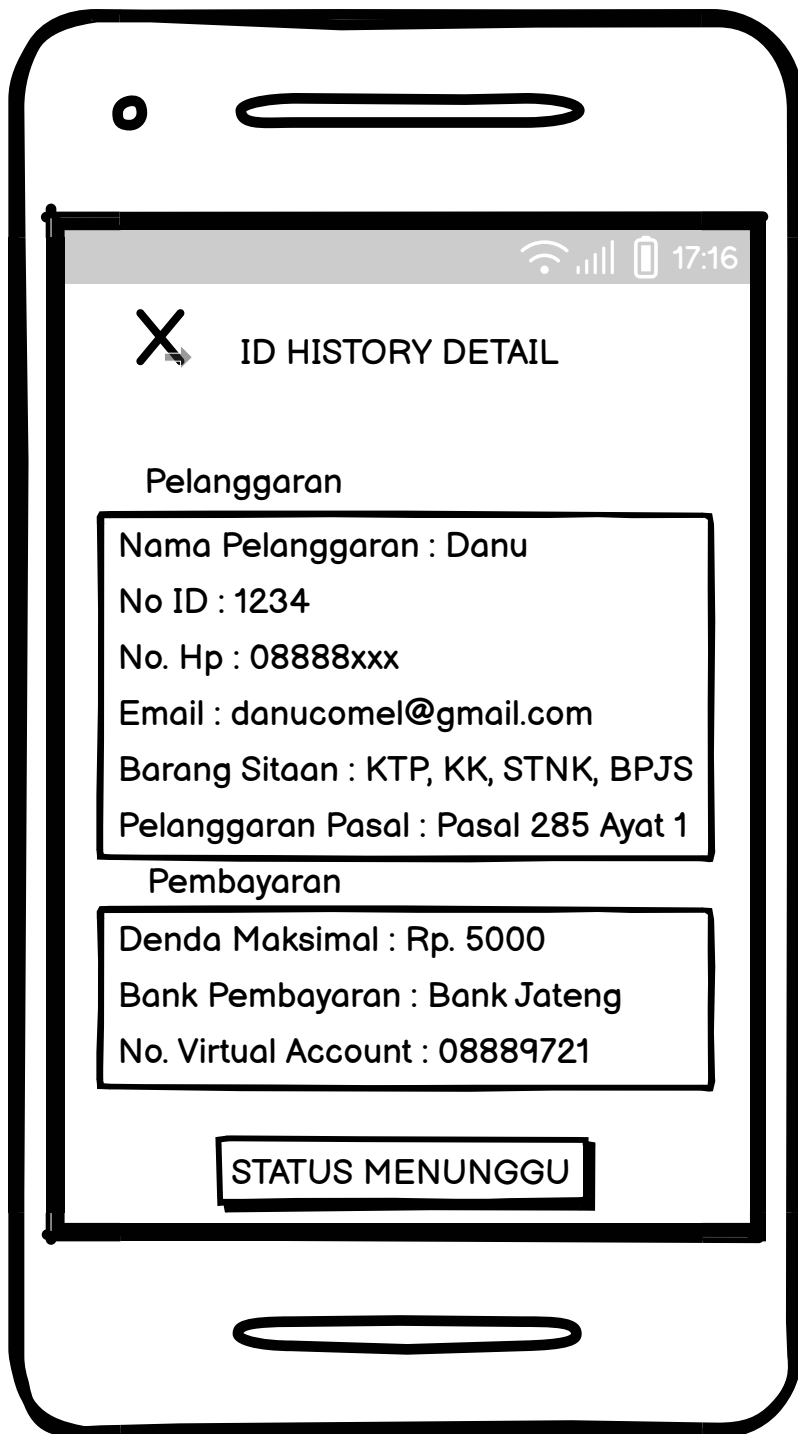 17:16
ID HISTORY DETAIL
Pelanggaran
Nama Pelanggaran : Danu
No ID : 1234
No. Hp : 08888xxx
Email : danucomel@gmail.com
Barang Sitaan : KTP, KK, STNK, BPJS
Pelanggaran Pasal : Pasal 285 Ayat 1
Pembayaran
Denda Maksimal : Rp. 5000
Bank Pembayaran : Bank Jateng
No. Virtual Account : 08889721
STATUS MENUNGGU